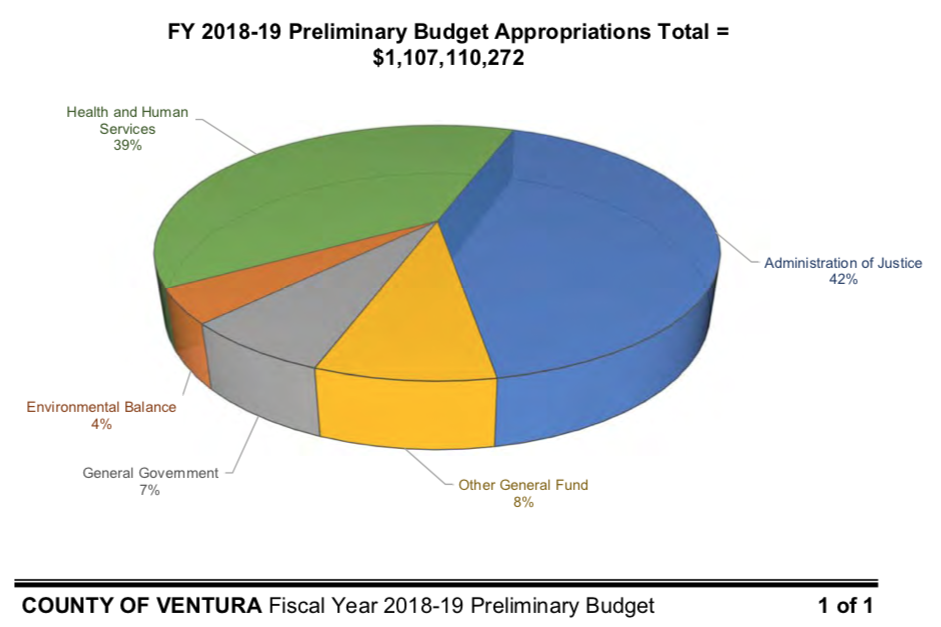 FY 2018-19 Preliminary Budget Appropriations Total =
$1,107,110,272
Health and Human
Services
39%
Administration of Justice
42%
Environmental Balance
4%
General Government
7%
Other General Fund
8%
COUNTY OF VENTURA Fiscal Year 2018-19 Preliminary Budget 1 of 1